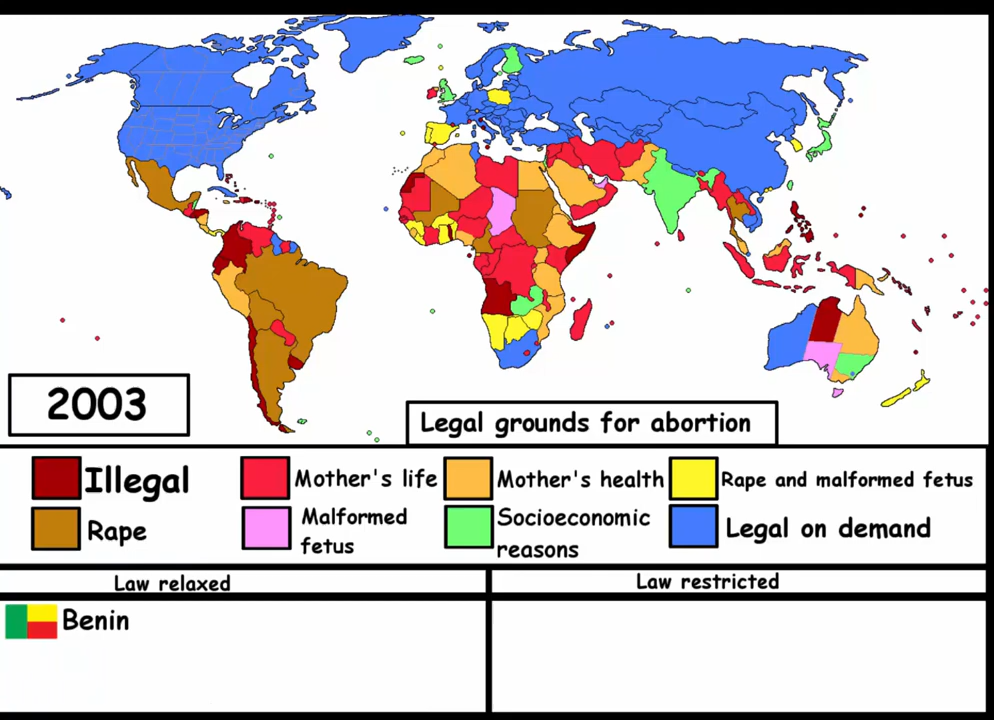 2003
Legal grounds for abortion
Illegal
Mother's life
Mother's health
Rape and malformed fetus
Rape
Malformed
fetus
Socioeconomic
reasons
Legal on demand
Law relaxed
Law restricted
Benin